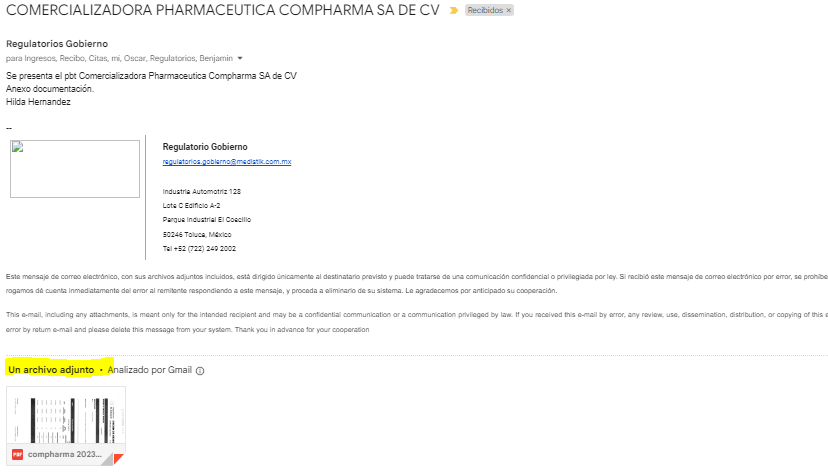 COMERCIALIZADORA PHARMACEUTICA COMPHARMA SA DE CV Recibidos ×
Regulatorios Gobierno
para Ingresos, Recibo, Citas, mi, Oscar, Regulatorios, Benjamin
Se presenta el pbt Comercializadora Pharmaceutica Compharma SA de CV
Anexo documentación.
Hilda Hernandez
--
Regulatorio Gobierno
regulatorios.gobierno@medistik.com.mx
Industria Automotriz 128
Lote C Edificio A-2
Parque Industrial El Coecillo
50246 Toluca, México
Tel +52 (722) 249 2002
Este mensaje de correo electrónico, con sus archivos adjuntos incluidos, está dirigido únicamente al destinatario previsto y puede tratarse de una comunicación confidencial o privilegiada por ley. Si recibió este mensaje de correo electrónico por error, se prohíbe
rogamos dé cuenta inmediatamente del error al remitente respondiendo a este mensaje, y proceda a eliminarlo de su sistema. Le agradecemos por anticipado su cooperación.
This e-mail, including any attachments, is meant only for the intended recipient and may be a confidential communication or a communication privileged by law. If you received this e-mail by error, any review, use, dissemination, distribution, or copying of this e
error by return e-mail and please delete this message from your system. Thank you in advance for your cooperation
Un archivo adjunto • Analizado por Gmail
PDF compharma 2023...